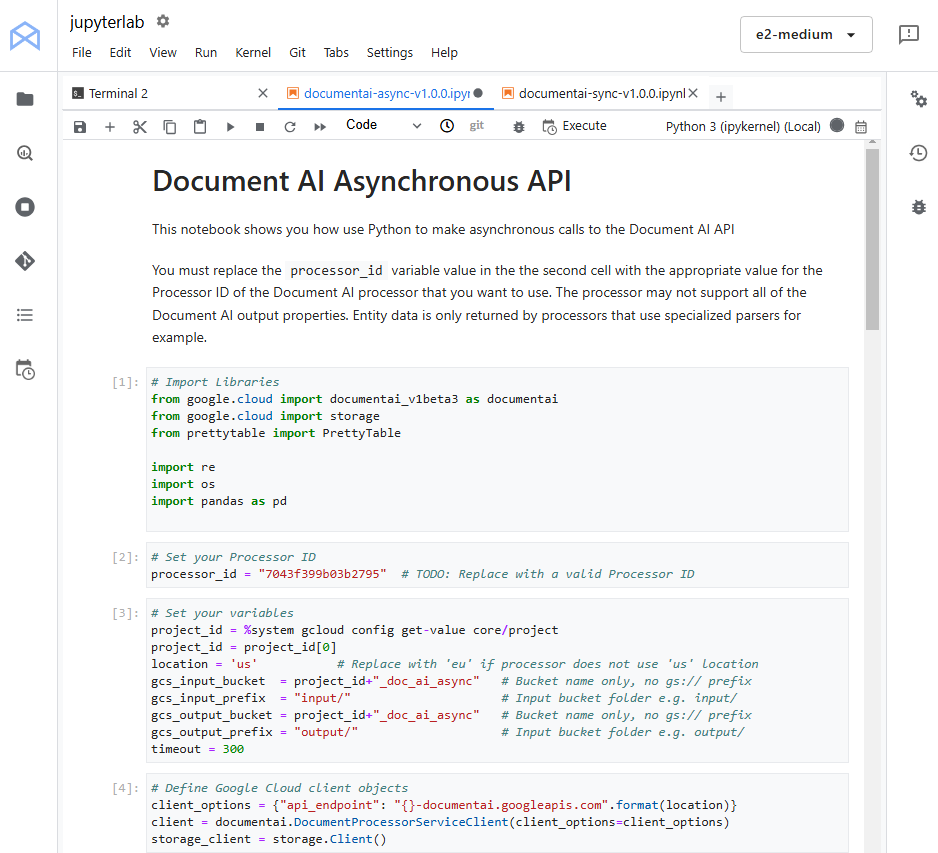 jupyterlab
e2-medium
File Edit View Run Kernel Git Tabs Settings Help
Terminal 2
documentai-async-v1.0.0.ipyr
documentai-sync-v1.0.0.ipynl
Code
git
Execute
Python 3 (ipykernel) (Local)
Document AI Asynchronous API
This notebook shows you how use Python to make asynchronous calls to the Document AI API
You must replace the processor_id variable value in the the second cell with the appropriate value for the
Processor ID of the Document AI processor that you want to use. The processor may not support all of the
Document AI output properties. Entity data is only returned by processors that use specialized parsers for
example.
[1]: # Import Libraries
from google.cloud import documentai_v1beta3 as documentai
from google.cloud import storage
from prettytable import PrettyTable
import re
import os
import pandas as pd
[2]: # Set your Processor ID
processor_id = "7043f399b03b2795"  # TODO: Replace with a valid Processor ID
[3]: # Set your variables
project_id = %system gcloud config get-value core/project
project_id = project_id[0]
location = 'us'           # Replace with 'eu' if processor does not use 'us' location
gcs_input_bucket  = project_id+"_doc_ai_async"   # Bucket name only, no gs:// prefix
gcs_input_prefix  = "input/"                     # Input bucket folder e.g. input/
gcs_output_bucket = project_id+"_doc_ai_async"   # Bucket name only, no gs:// prefix
gcs_output_prefix = "output/"                    # Input bucket folder e.g. output/
timeout = 300
[4]: # Define Google Cloud client objects
client_options = {"api_endpoint": "{}-documentai.googleapis.com".format(location)}
client = documentai.DocumentProcessorServiceClient(client_options=client_options)
storage_client = storage.Client()